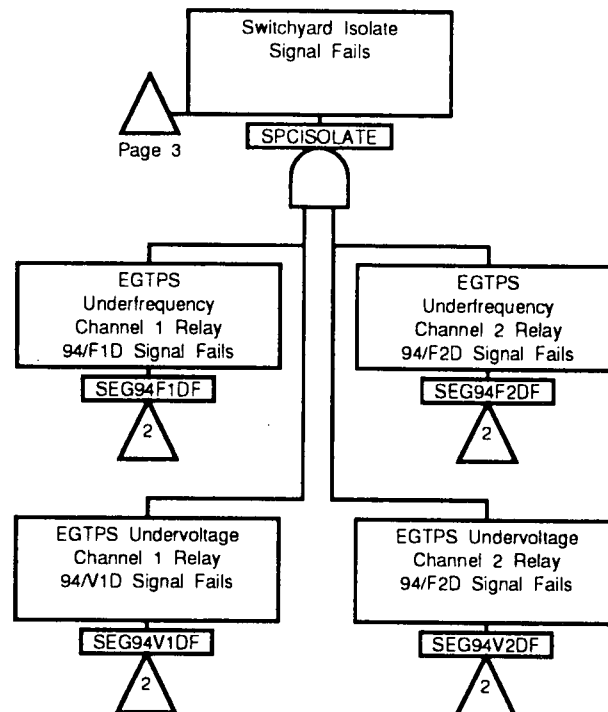 Switchyard Isolate
Signal Fails
Page 3
SPCISOLATE
EGTPS
Underfrequency
Channel 1 Relay
94/F1D Signal Fails
SEG94F1DF
2
EGTPS
Underfrequency
Channel 2 Relay
94/F2D Signal Fails
SEG94F2DF
2
EGTPS Undervoltage
Channel 1 Relay
94/V1D Signal Fails
SEG94V1DF
2
EGTPS Undervoltage
Channel 2 Relay
94/F2D Signal Fails
SEG94V2DF
2